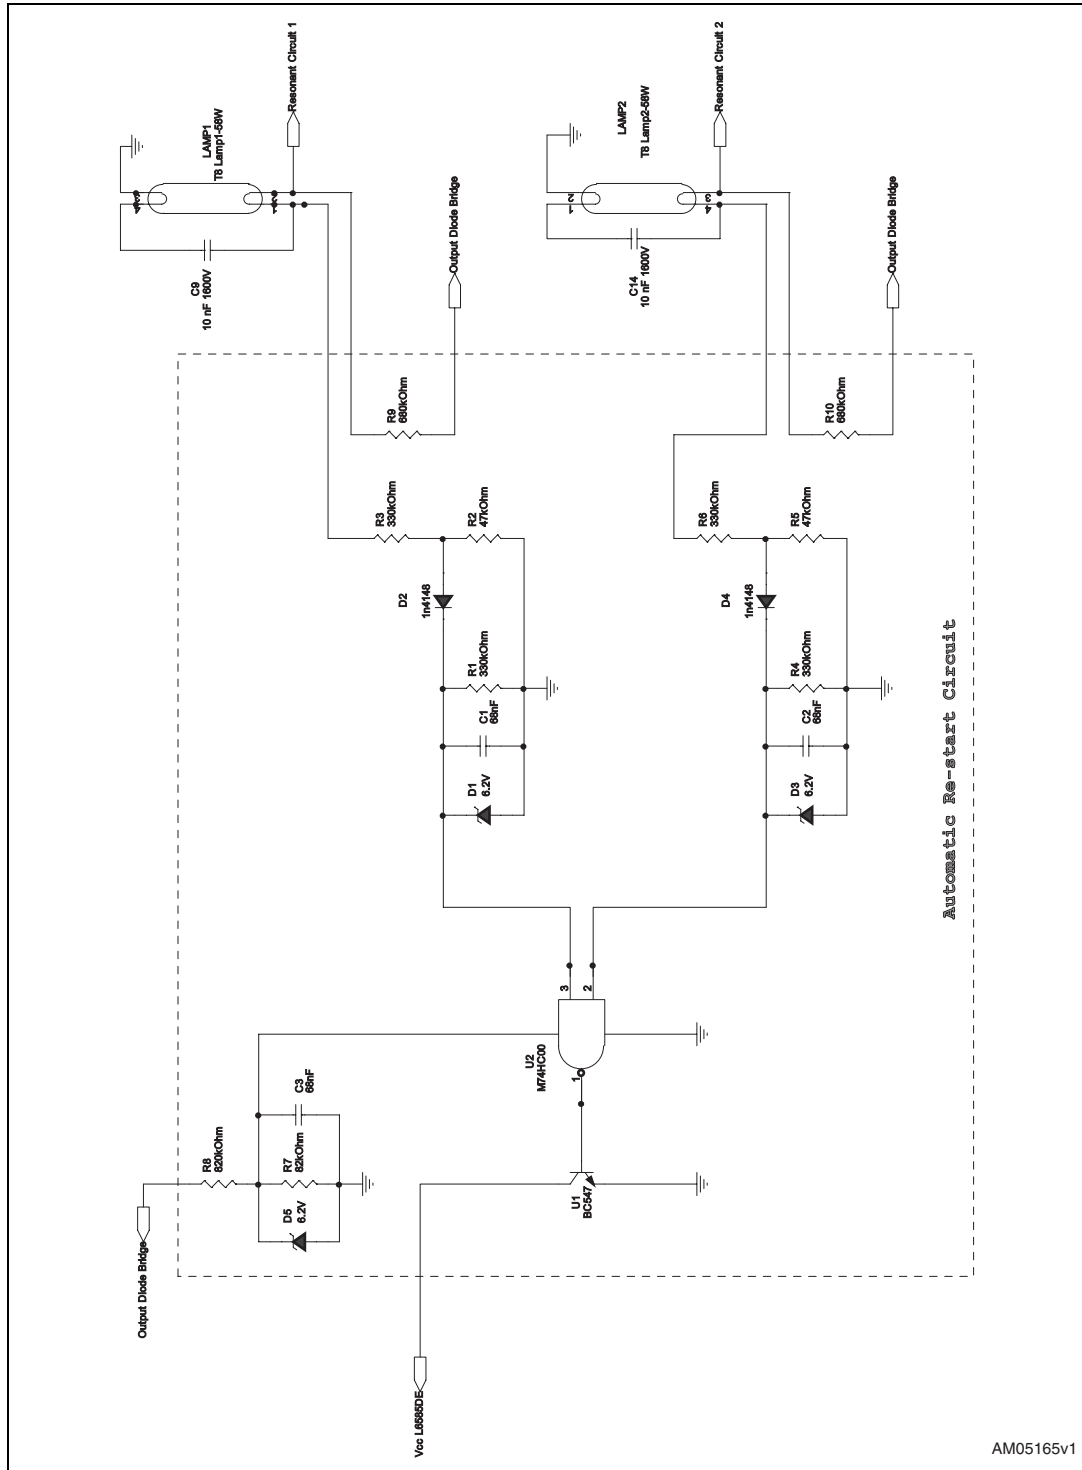 Resonant Circuit 1
LAMP1
T8 Lamp1-58W
C9
10 nF 1600V
Output Diode Bridge
Resonant Circuit 2
LAMP2
T8 Lamp2-58W
C14
10 nF 1600V
Output Diode Bridge
R9
680kOhm
R10
680kOhm
R3
330kOhm
R2
47kOhm
R6
330kOhm
R5
47kOhm
D2
1n4148
D4
1n4148
R1
330kOhm
C1
68nF
D1
6.2V
R4
330kOhm
C2
68nF
D3
6.2V
3
2
1
U2
M74HC00
C3
68nF
R8
820kOhm
R7
82kOhm
D5
6.2V
U1
BC547
Output Diode Bridge
Vcc L6585DE
Automatic Re-start Circuit
AM05165v1